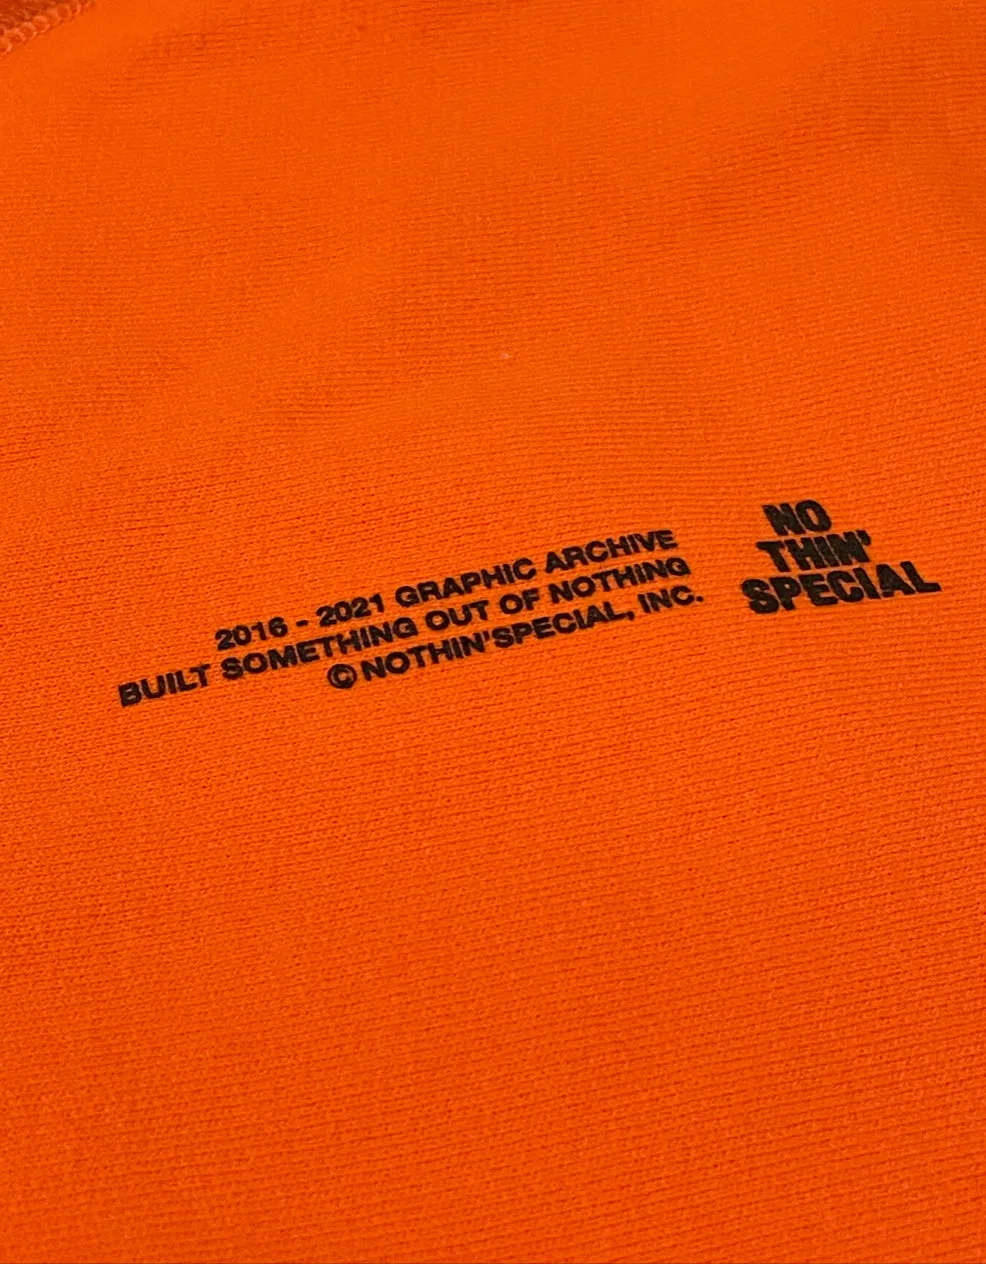 2016 - 2021 GRAPHIC ARCHIVE
BUILT SOMETHING OUT OF NOTHING
©NOTHIN'SPECIAL, INC.
NO
THIN'
SPECIAL